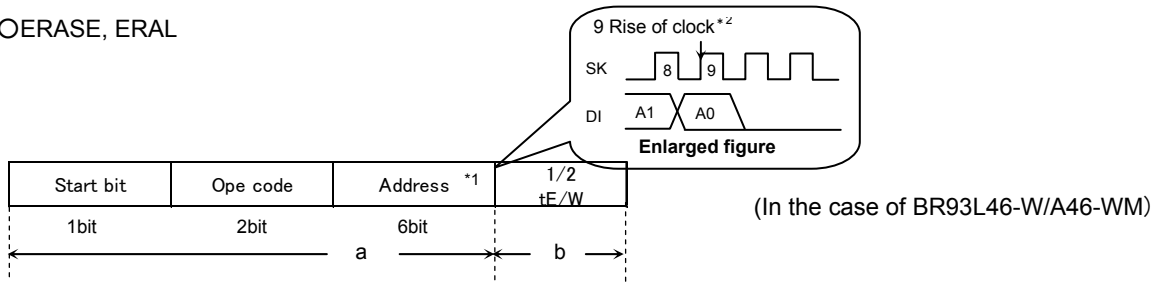 ○ERASE, ERAL
9 Rise of clock*2
SK 8 9
DI A1 A0
Enlarged figure
Start bit Ope code Address *1 1/2
tE/W
1bit 2bit 6bit
(In the case of BR93L46-W/A46-WM)
a b